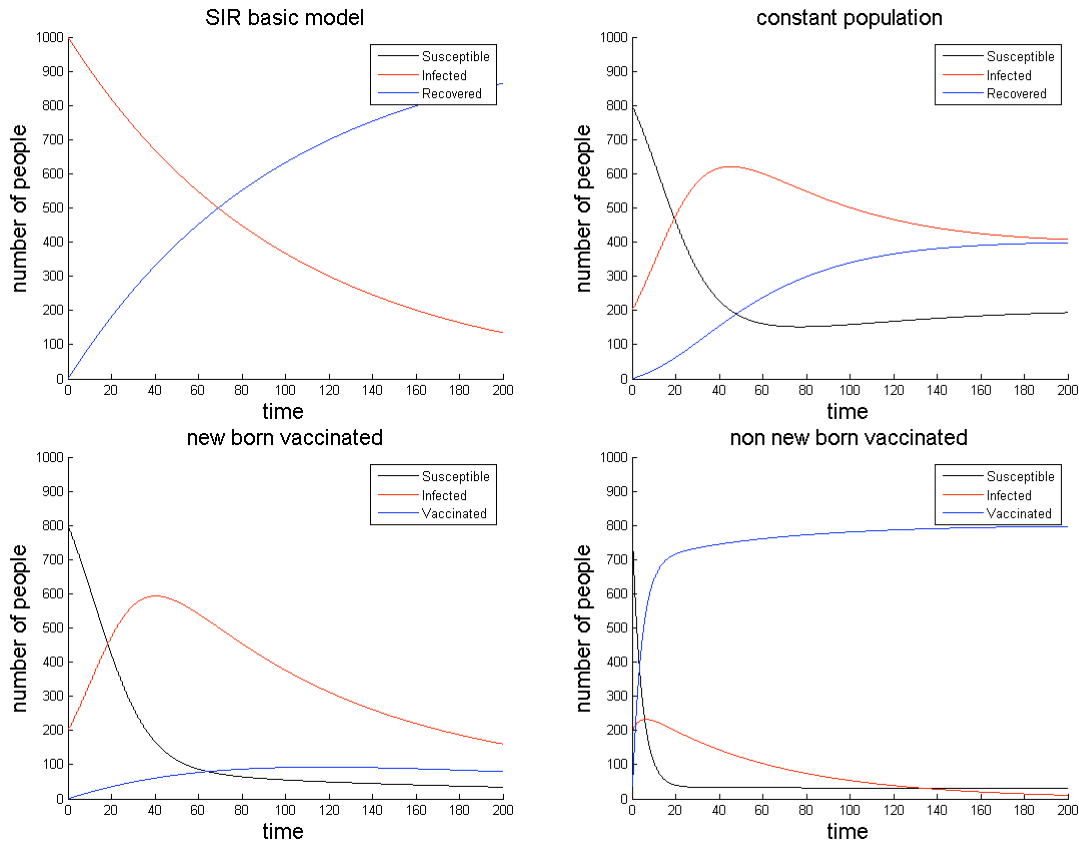 SIR basic model
1000
900
800
700
600
500
400
300
200
100
0
number of people
Susceptible
Infected
Recovered
0 20 40 60 80 100 120 140 160 180 200
time
constant population
1000
900
800
700
600
500
400
300
200
100
0
number of people
Susceptible
Infected
Recovered
0 20 40 60 80 100 120 140 160 180 200
time
new born vaccinated
1000
900
800
700
600
500
400
300
200
100
0
number of people
Susceptible
Infected
Vaccinated
0 20 40 60 80 100 120 140 160 180 200
time
non new born vaccinated
1000
900
800
700
600
500
400
300
200
100
0
number of people
Susceptible
Infected
Vaccinated
0 20 40 60 80 100 120 140 160 180 200
time